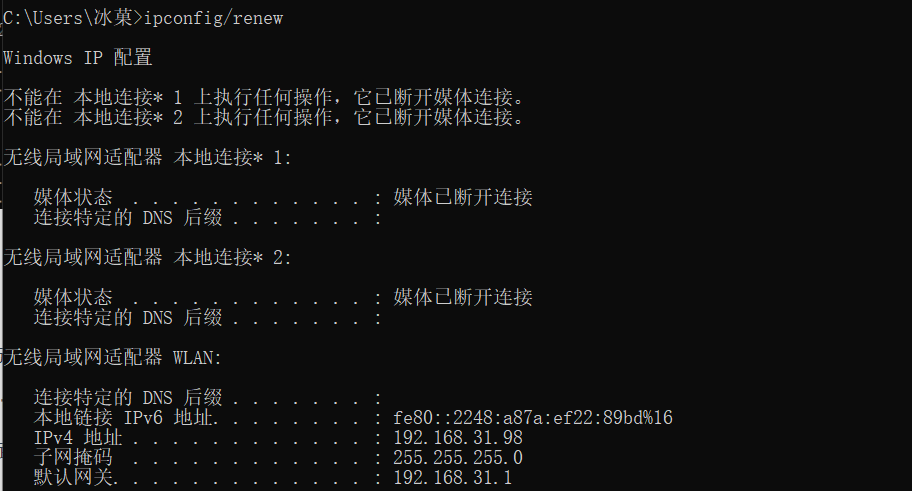 C:\Users\冰菓>ipconfig/renew
Windows IP 配置
不能在 本地连接* 1 上执行任何操作，它已断开媒体连接。
不能在 本地连接* 2 上执行任何操作，它已断开媒体连接。
无线局域网适配器 本地连接* 1:
媒体状态 . . . . . . . . . . . . : 媒体已断开连接
连接特定的 DNS 后缀 . . . . . . . :
无线局域网适配器 本地连接* 2:
媒体状态 . . . . . . . . . . . . : 媒体已断开连接
连接特定的 DNS 后缀 . . . . . . . :
无线局域网适配器 WLAN:
连接特定的 DNS 后缀 . . . . . . . :
本地链接 IPv6 地址. . . . . . . . : fe80::2248:a87a:ef22:89bd%16
IPv4 地址 . . . . . . . . . . . . : 192.168.31.98
子网掩码 . . . . . . . . . . . . : 255.255.255.0
默认网关. . . . . . . . . . . . . : 192.168.31.1